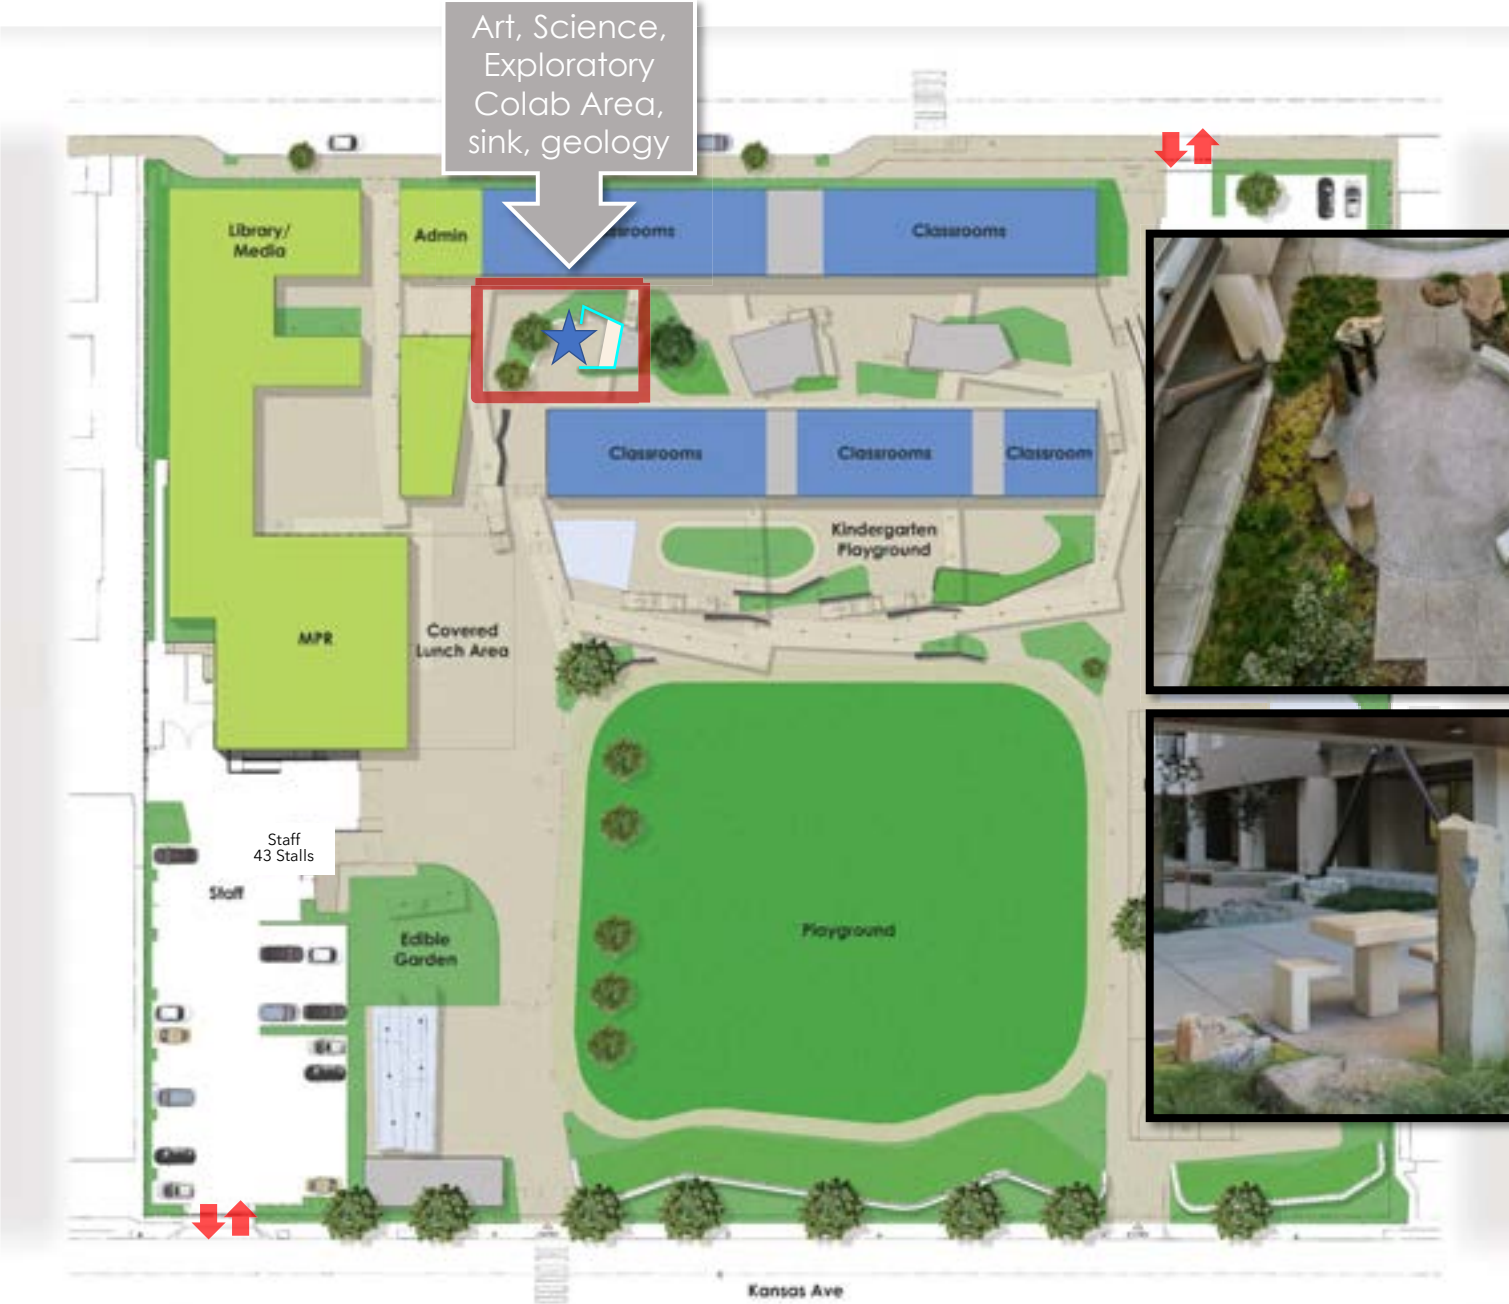 Art, Science,
Exploratory
Colab Area,
sink, geology
Library/
Media
Admin
Classrooms
Kindergarten
Playground
Classrooms
Classrooms
Classroom
MPR
Covered
Lunch Area
Staff
43 Stalls
Staff
Edible
Garden
Playground
Kansas Ave